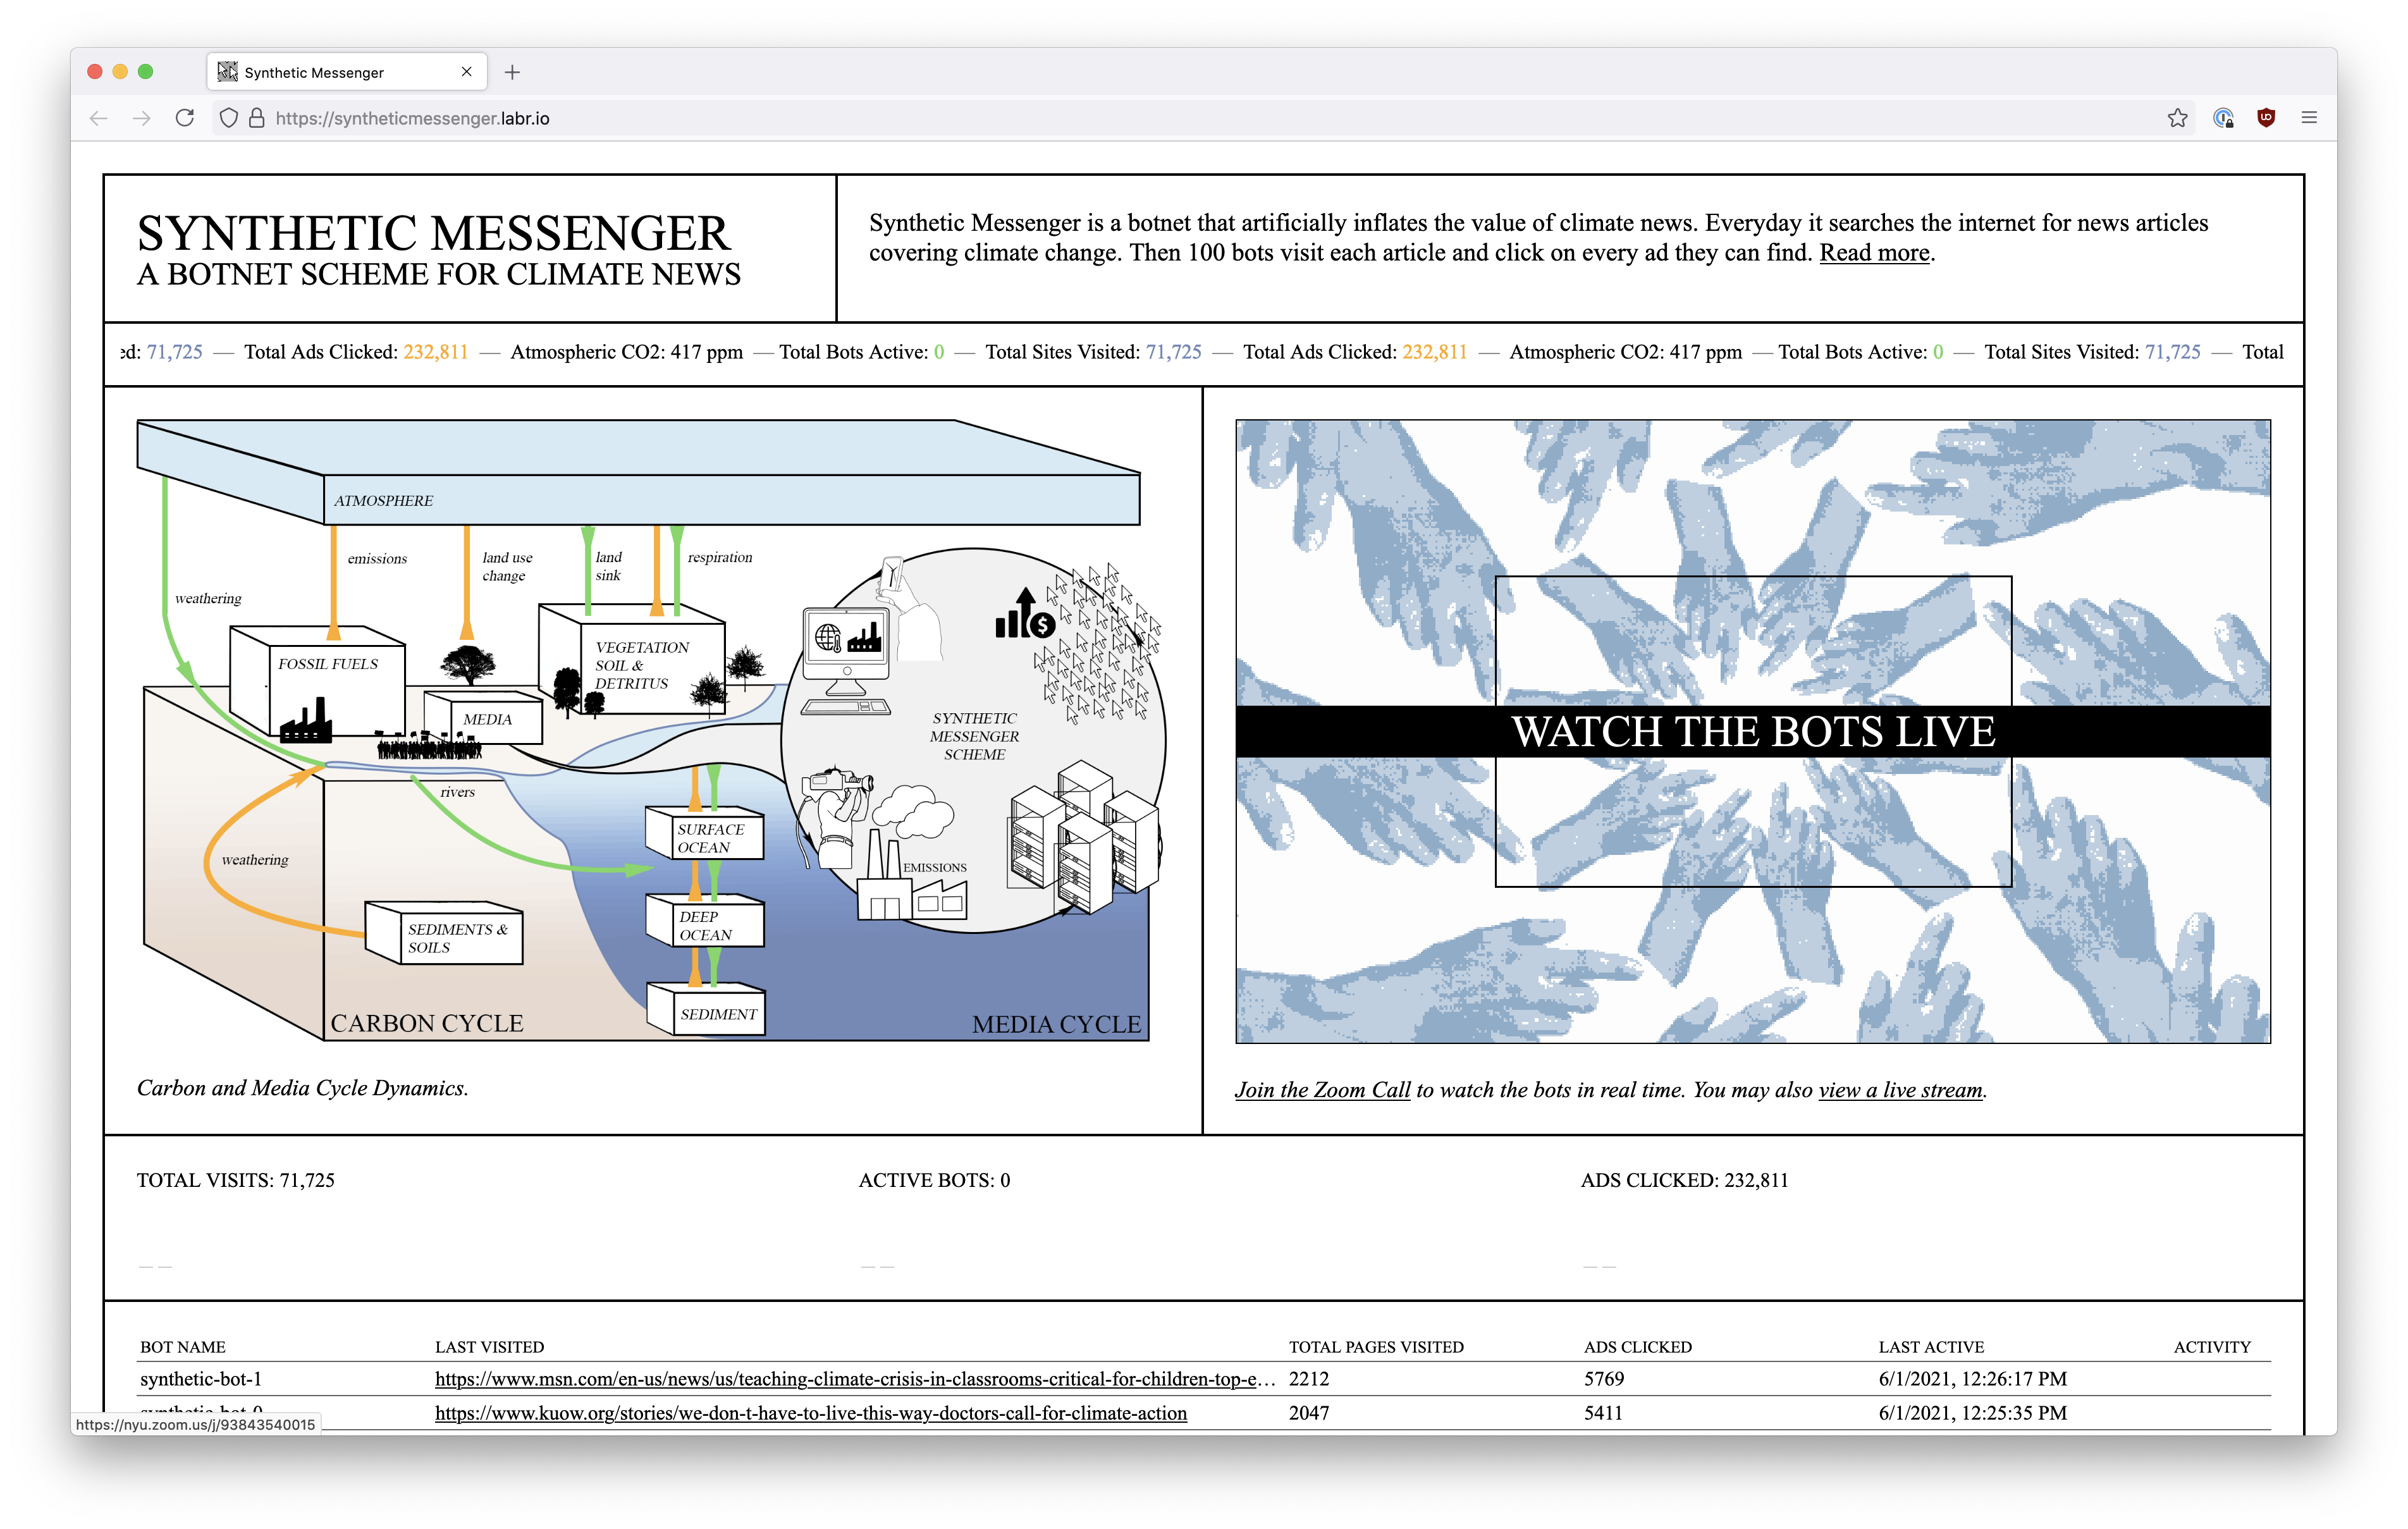 Synthetic Messenger
https://syntheticmessenger.labr.io
SYNTHETIC MESSENGER
A BOTNET SCHEME FOR CLIMATE NEWS
Synthetic Messenger is a botnet that artificially inflates the value of climate news. Everyday it searches the internet for news articles
covering climate change. Then 100 bots visit each article and click on every ad they can find. Read more.
ed: 71,725 — Total Ads Clicked: 232,811 — Atmospheric CO2: 417 ppm — Total Bots Active: 0 — Total Sites Visited: 71,725 — Total Ads Clicked: 232,811 — Atmospheric CO2: 417 ppm — Total Bots Active: 0 — Total Sites Visited: 71,725 — Total
ATMOSPHERE
emissions
land use
change
land
sink
respiration
weathering
FOSSIL FUELS
VEGETATION
SOIL &
DETRITUS
MEDIA
SYNTHETIC
MESSENGER
SCHEME
rivers
SURFACE
OCEAN
weathering
EMISSIONS
DEEP
OCEAN
SEDIMENTS &
SOILS
SEDIMENT
CARBON CYCLE
MEDIA CYCLE
WATCH THE BOTS LIVE
Carbon and Media Cycle Dynamics.
Join the Zoom Call to watch the bots in real time. You may also view a live stream.
TOTAL VISITS: 71,725
ACTIVE BOTS: 0
ADS CLICKED: 232,811
BOT NAME LAST VISITED TOTAL PAGES VISITED ADS CLICKED LAST ACTIVE ACTIVITY
synthetic-bot-1 https://www.msn.com/en-us/news/us/teaching-climate-crisis-in-classrooms-critical-for-children-top-e… 2212 5769 6/1/2021, 12:26:17 PM
synthetic-bot-0 https://www.kuow.org/stories/we-don-t-have-to-live-this-way-doctors-call-for-climate-action 2047 5411 6/1/2021, 12:25:35 PM
https://nyu.zoom.us/j/93843540015